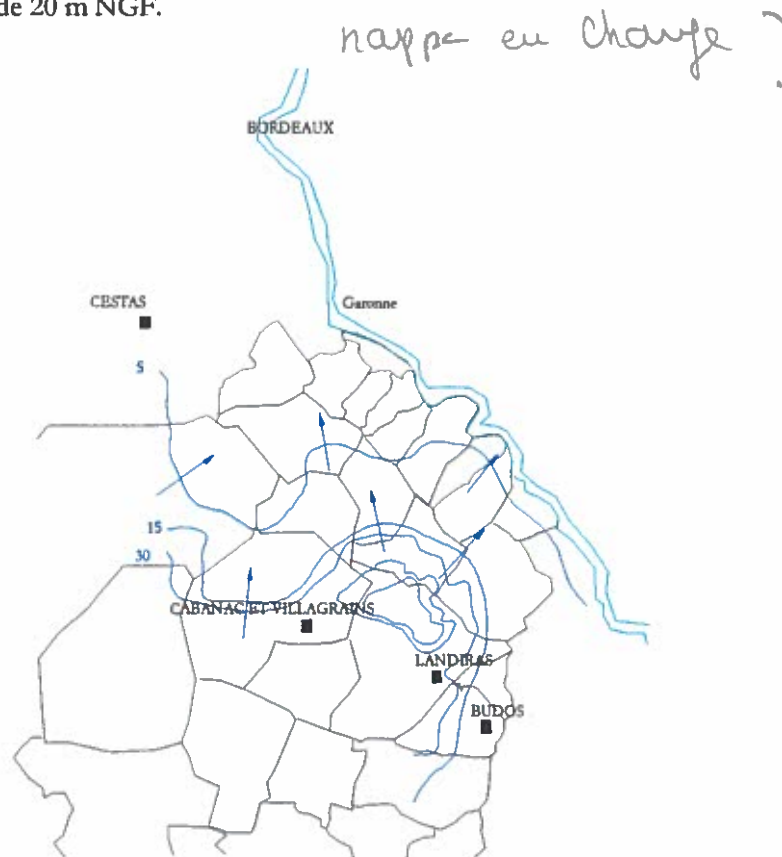 de 20 m NGF.
nappe en Charge ?
BORDEAUX
CESTAS
Garonne
5
15
30
CABANAC ET VILLAGRAINS
LANDIRAS
BUDOS